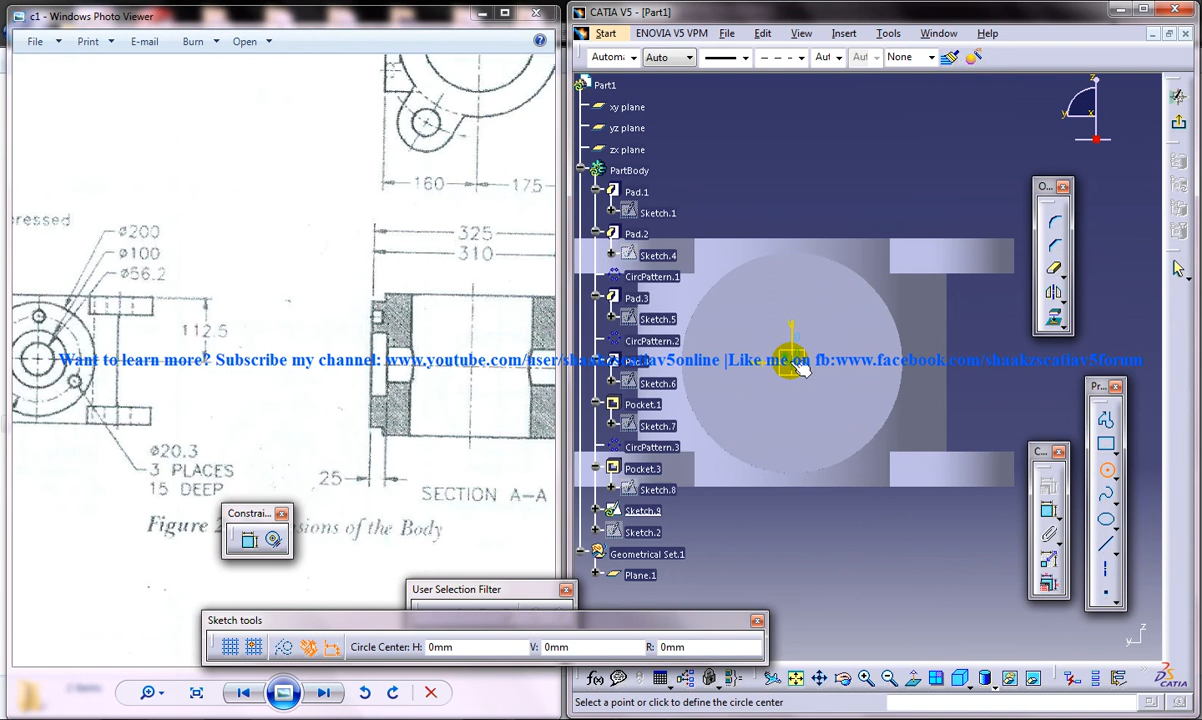 c1 - Windows Photo Viewer
File
Print
E-mail
Burn
Open
160
175
ressed
ø200
ø100
ø56.2
325
310
112.5
ø20.3
3 PLACES
15 DEEP
25
SECTION A-A
Figure 2
sions of the Body
Constrai...
User Selection Filter
Sketch tools
Circle Center: H:
0mm
V:
0mm
R:
0mm
Want to learn more? Subscribe my channel: www.youtube.com/user/shaakzscatiav5online |Like me on fb:www.facebook.com/shaakzscatiav5forum
CATIA V5 - [Part1]
Start
ENOVIA V5 VPM
File
Edit
View
Insert
Tools
Window
Help
Automa
Auto
Aut
Aut
None
Part1
xy plane
yz plane
zx plane
PartBody
Pad.1
Sketch.1
Pad.2
Sketch.4
CircPattern.1
Pad.3
Sketch.5
CircPattern.2
Sketch.6
Pocket.1
Sketch.7
CircPattern.3
Pocket.3
Sketch.8
Sketch.9
Sketch.2
Geometrical Set.1
Plane.1
z
y
x
O...
Pr...
C...
z
y
f(x)
CATIA
Select a point or click to define the circle center